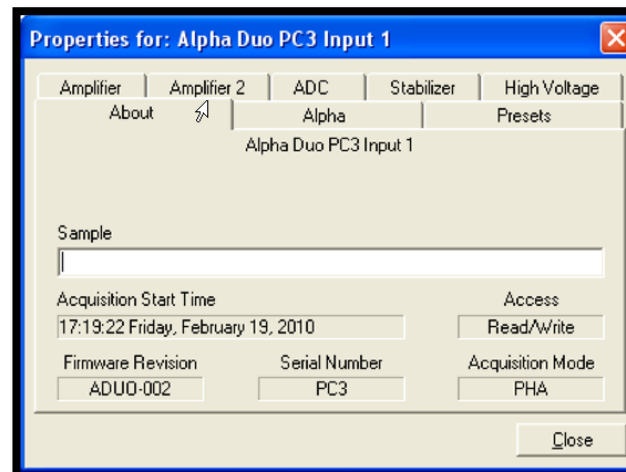 Properties for: Alpha Duo PC3 Input 1
Amplifier Amplifier 2 ADC Stabilizer High Voltage
About Alpha Presets
Alpha Duo PC3 Input 1
Sample
Acquisition Start Time Access
17:19:22 Friday, February 19, 2010 Read/Write
Firmware Revision Serial Number Acquisition Mode
ADUO-002 PC3 PHA
Close